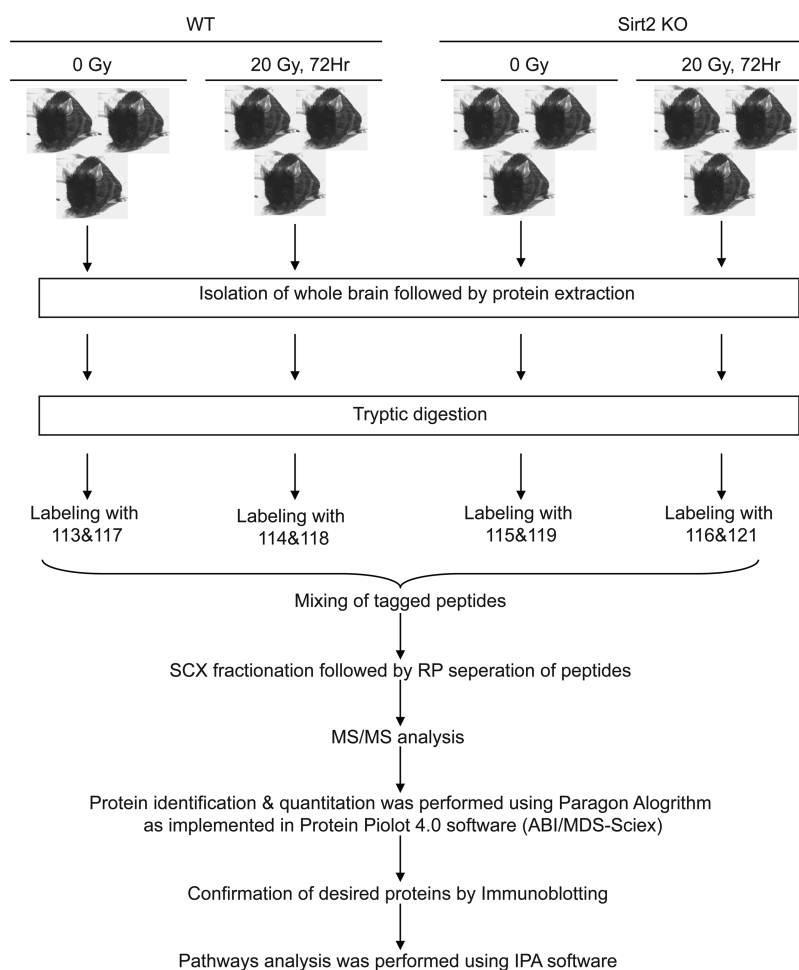 WT
Sirt2 KO
0 Gy
20 Gy, 72Hr
0 Gy
20 Gy, 72Hr
Isolation of whole brain followed by protein extraction
Tryptic digestion
Labeling with
113&117
Labeling with
114&118
Labeling with
115&119
Labeling with
116&121
Mixing of tagged peptides
SCX fractionation followed by RP seperation of peptides
MS/MS analysis
Protein identification & quantitation was performed using Paragon Alogrithm
as implemented in Protein Piolot 4.0 software (ABI/MDS-Sciex)
Confirmation of desired proteins by Immunoblotting
Pathways analysis was performed using IPA software